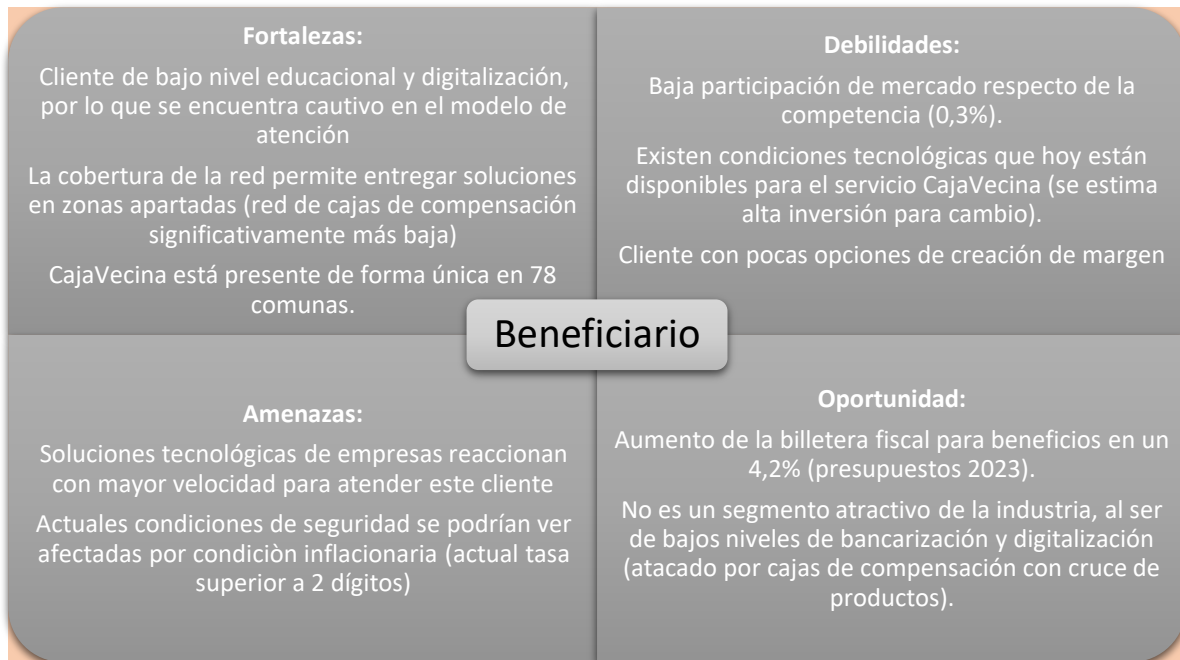 Fortalezas:
Cliente de bajo nivel educacional y digitalización,
por lo que se encuentra cautivo en el modelo de
atención
La cobertura de la red permite entregar soluciones
en zonas apartadas (red de cajas de compensación
significativamente más baja)
CajaVecina está presente de forma única en 78
comunas.
Debilidades:
Baja participación de mercado respecto de la
competencia (0,3%).
Existen condiciones tecnológicas que hoy están
disponibles para el servicio CajaVecina (se estima
alta inversión para cambio).
Cliente con pocas opciones de creación de margen
Beneficiario
Amenazas:
Soluciones tecnológicas de empresas reaccionan
con mayor velocidad para atender este cliente
Actuales condiciones de seguridad se podrían ver
afectadas por condiciòn inflacionaria (actual tasa
superior a 2 dígitos)
Oportunidad:
Aumento de la billetera fiscal para beneficios en un
4,2% (presupuestos 2023).
No es un segmento atractivo de la industria, al ser
de bajos niveles de bancarización y digitalización
(atacado por cajas de compensación con cruce de
productos).